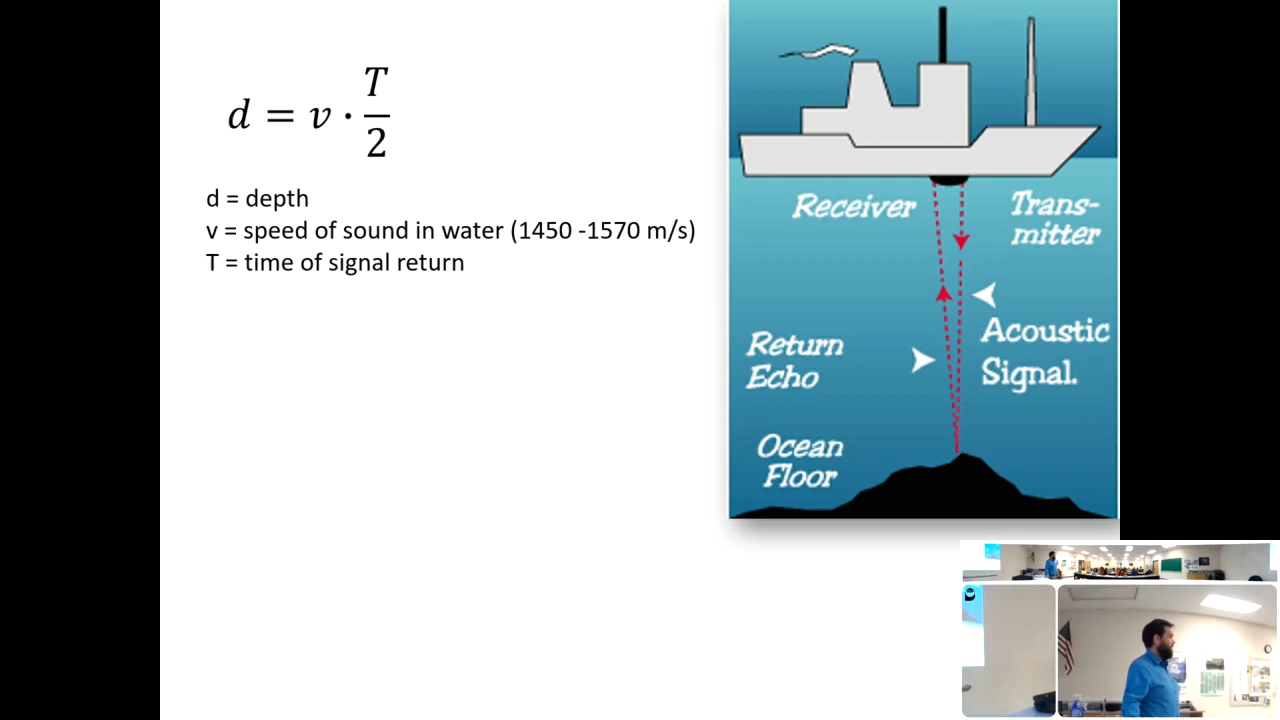 d = v · T/2
d = depth
v = speed of sound in water (1450 -1570 m/s)
T = time of signal return
Receiver
Trans-
mitter
Acoustic
Signal.
Return
Echo
Ocean
Floor